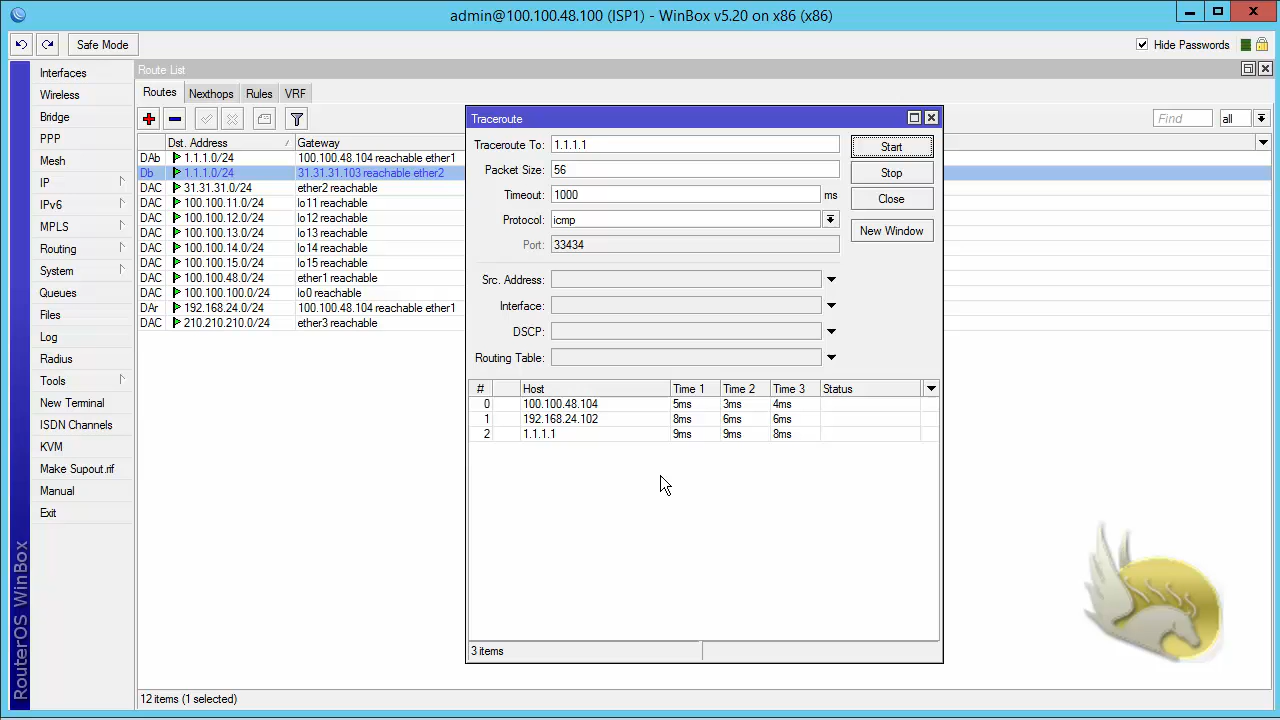 admin@100.100.48.100 (ISP1) - WinBox v5.20 on x86 (x86)
Safe Mode
Hide Passwords
Interfaces
Wireless
Bridge
PPP
Mesh
IP
IPv6
MPLS
Routing
System
Queues
Files
Log
Radius
Tools
New Terminal
ISDN Channels
KVM
Make Supout.rif
Manual
Exit
RouterOS WinBox
Route List
Routes Nexthops Rules VRF
Find all
Dst. Address Gateway
DAb 1.1.1.0/24 100.100.48.104 reachable ether1
Db 1.1.1.0/24 31.31.31.103 reachable ether2
DAC 31.31.31.0/24 ether2 reachable
DAC 100.100.11.0/24 lo11 reachable
DAC 100.100.12.0/24 lo12 reachable
DAC 100.100.13.0/24 lo13 reachable
DAC 100.100.14.0/24 lo14 reachable
DAC 100.100.15.0/24 lo15 reachable
DAC 100.100.48.0/24 ether1 reachable
DAC 100.100.100.0/24 lo0 reachable
DAr 192.168.24.0/24 100.100.48.104 reachable ether1
DAC 210.210.210.0/24 ether3 reachable
12 items (1 selected)
Traceroute
Traceroute To: 1.1.1.1
Packet Size: 56
Timeout: 1000 ms
Protocol: icmp
Port: 33434
Src. Address:
Interface:
DSCP:
Routing Table:
Start
Stop
Close
New Window
# Host Time 1 Time 2 Time 3 Status
0 100.100.48.104 5ms 3ms 4ms
1 192.168.24.102 8ms 6ms 6ms
2 1.1.1.1 9ms 9ms 8ms
3 items